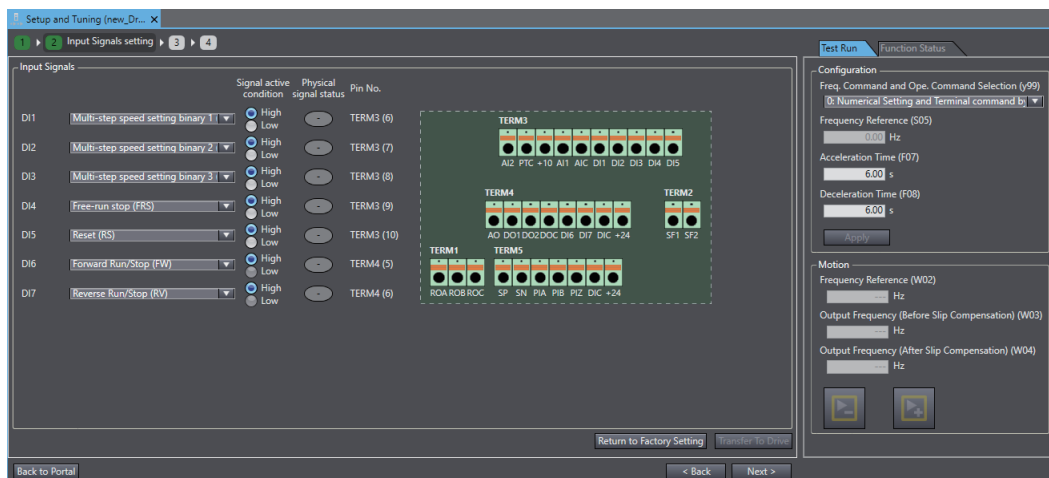 Setup and Tuning (new_Dr... X
1 2 Input Signals setting 3 4
Input Signals
Signal active condition
Physical signal status
Pin No.
DI1 Multi-step speed setting binary 1 High Low - TERM3 (6)
DI2 Multi-step speed setting binary 2 High Low - TERM3 (7)
DI3 Multi-step speed setting binary 3 High Low - TERM3 (8)
DI4 Free-run stop (FRS) High Low - TERM3 (9)
DI5 Reset (RS) High Low - TERM3 (10)
DI6 Forward Run/Stop (FW) High Low - TERM4 (5)
DI7 Reverse Run/Stop (RV) High Low - TERM4 (6)
TERM3
AI2 PTC +10 AI1 AIC DI1 DI2 DI3 DI4 DI5
TERM4 TERM2
AO DO1 DO2 DOC DI6 DI7 DIC +24 SF1 SF2
TERM1 TERM5
ROA ROB ROC SP SN PIA PIB PIZ DIC +24
Return to Factory Setting Transfer To Drive
Back to Portal < Back Next >
Test Run Function Status
Configuration
Freq. Command and Ope. Command Selection (y99)
0: Numerical Setting and Terminal command by
Frequency Reference (S05)
0.00 Hz
Acceleration Time (F07)
6.00 s
Deceleration Time (F08)
6.00 s
Apply
Motion
Frequency Reference (W02)
--- Hz
Output Frequency (Before Slip Compensation) (W03)
--- Hz
Output Frequency (After Slip Compensation) (W04)
--- Hz